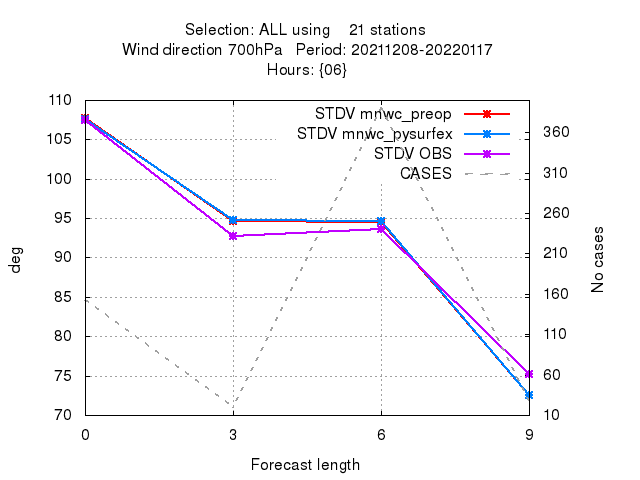 Selection: ALL using 21 stations
Wind direction 700hPa Period: 20211208-20220117
Hours: {06}
110
105
100
95
90
85
80
75
70
deg
STDV mnwc_preop
STDV mnwc_pysurfex
STDV OBS
CASES
360
310
260
210
160
110
60
10
No cases
0 3 6 9
Forecast length